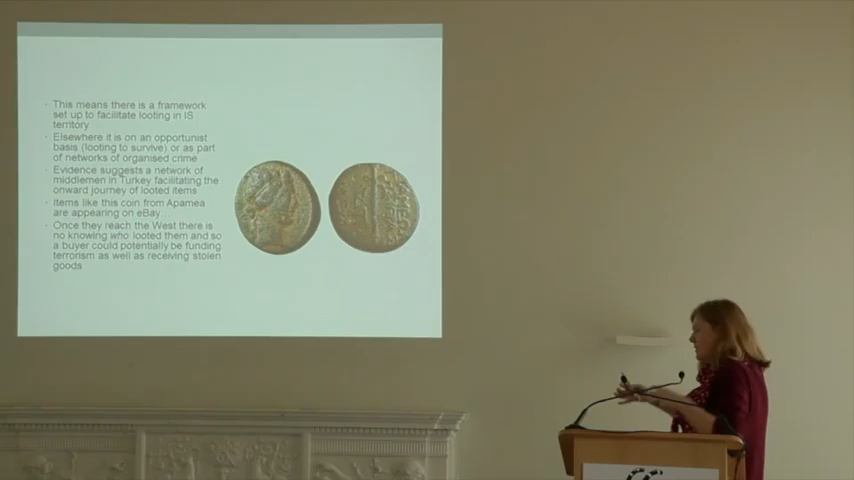 · This means there is a framework
set up to facilitate looting in IS
territory
· Elsewhere it is on an opportunist
basis (looting to survive) or as part
of networks of organised crime
· Evidence suggests a network of
middlemen in Turkey facilitating the
onward journey of looted items
· Items like this coin from Apamea
are appearing on eBay…
· Once they reach the West there is
no knowing who looted them and so
a buyer could potentially be funding
terrorism as well as receiving stolen
goods